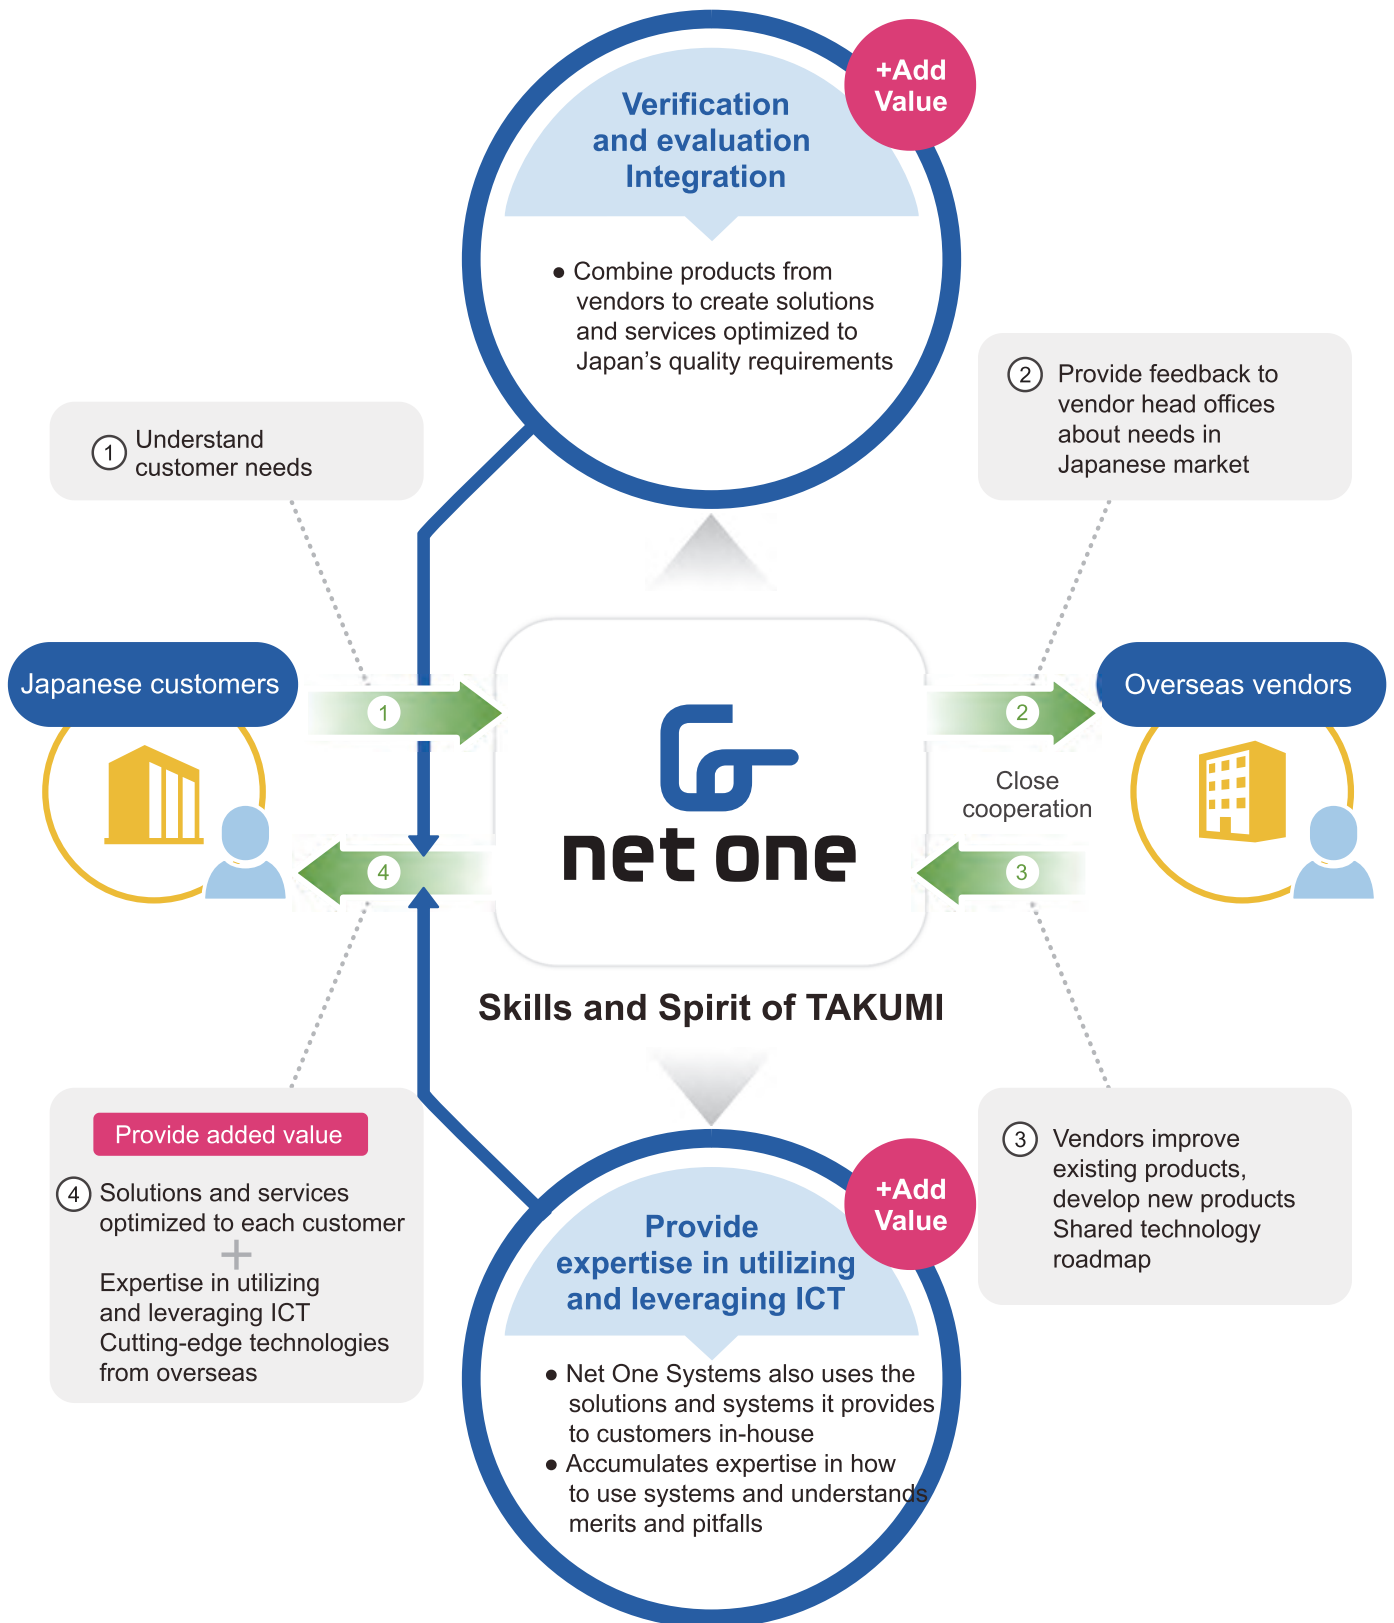 Verification
and evaluation
Integration
+Add
Value
● Combine products from
vendors to create solutions
and services optimized to
Japan’s quality requirements
1 Understand
customer needs
2 Provide feedback to
vendor head offices
about needs in
Japanese market
Japanese customers
1
net one
2
Overseas vendors
Close
cooperation
4
3
Skills and Spirit of TAKUMI
Provide added value
4 Solutions and services
optimized to each customer
+
Expertise in utilizing
and leveraging ICT
Cutting-edge technologies
from overseas
3 Vendors improve
existing products,
develop new products
Shared technology
roadmap
+Add
Value
Provide
expertise in utilizing
and leveraging ICT
● Net One Systems also uses the
solutions and systems it provides
to customers in-house
● Accumulates expertise in how
to use systems and understands
merits and pitfalls